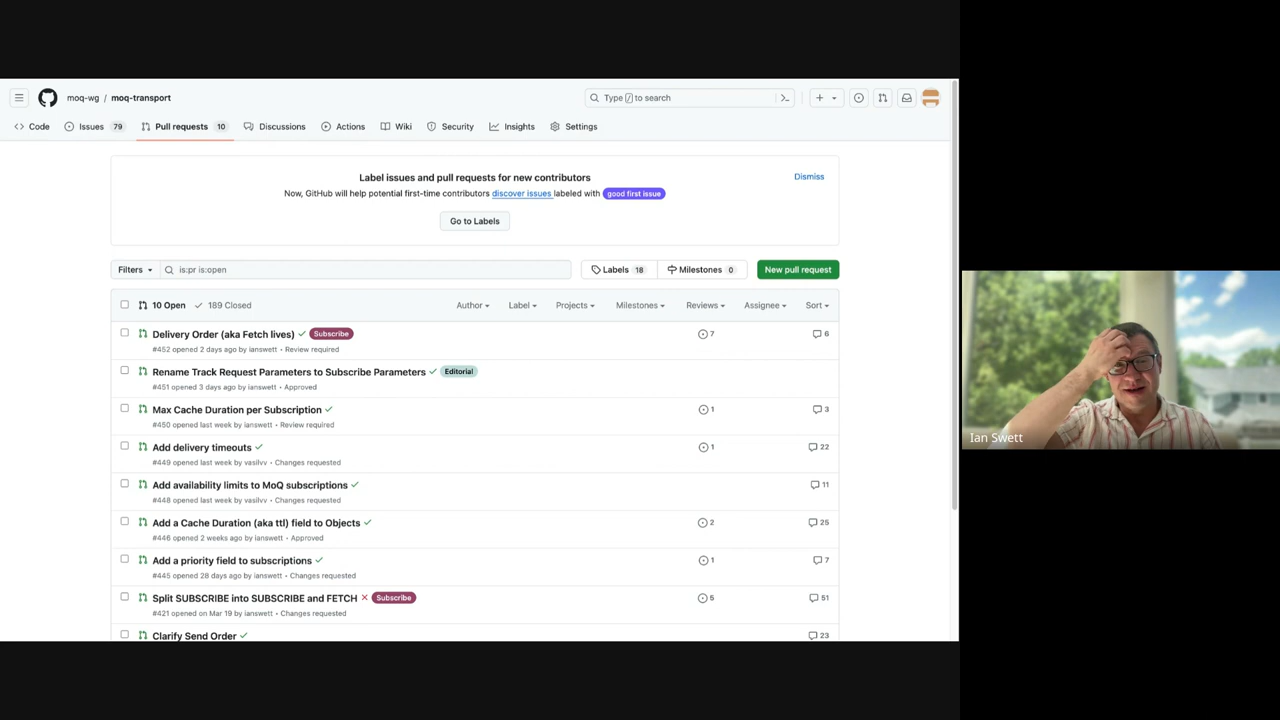 moq-wg / moq-transport
Type / to search
Code
Issues 79
Pull requests 10
Discussions
Actions
Wiki
Security
Insights
Settings
Label issues and pull requests for new contributors
Dismiss
Now, GitHub will help potential first-time contributors discover issues labeled with good first issue
Go to Labels
Filters
is:pr is:open
Labels 18
Milestones 0
New pull request
10 Open
189 Closed
Author
Label
Projects
Milestones
Reviews
Assignee
Sort
Delivery Order (aka Fetch lives) Subscribe 7 6
#452 opened 2 days ago by ianswett • Review required
Rename Track Request Parameters to Subscribe Parameters Editorial
#451 opened 3 days ago by ianswett • Approved
Max Cache Duration per Subscription 1 3
#450 opened last week by ianswett • Review required
Add delivery timeouts 1 22
#449 opened last week by vasilvv • Changes requested
Add availability limits to MoQ subscriptions 11
#448 opened last week by vasilvv • Changes requested
Add a Cache Duration (aka ttl) field to Objects 2 25
#446 opened 2 weeks ago by ianswett • Approved
Add a priority field to subscriptions 1 7
#445 opened 28 days ago by ianswett • Changes requested
Split SUBSCRIBE into SUBSCRIBE and FETCH Subscribe 5 51
#421 opened on Mar 19 by ianswett • Changes requested
Clarify Send Order 23
Ian Swett